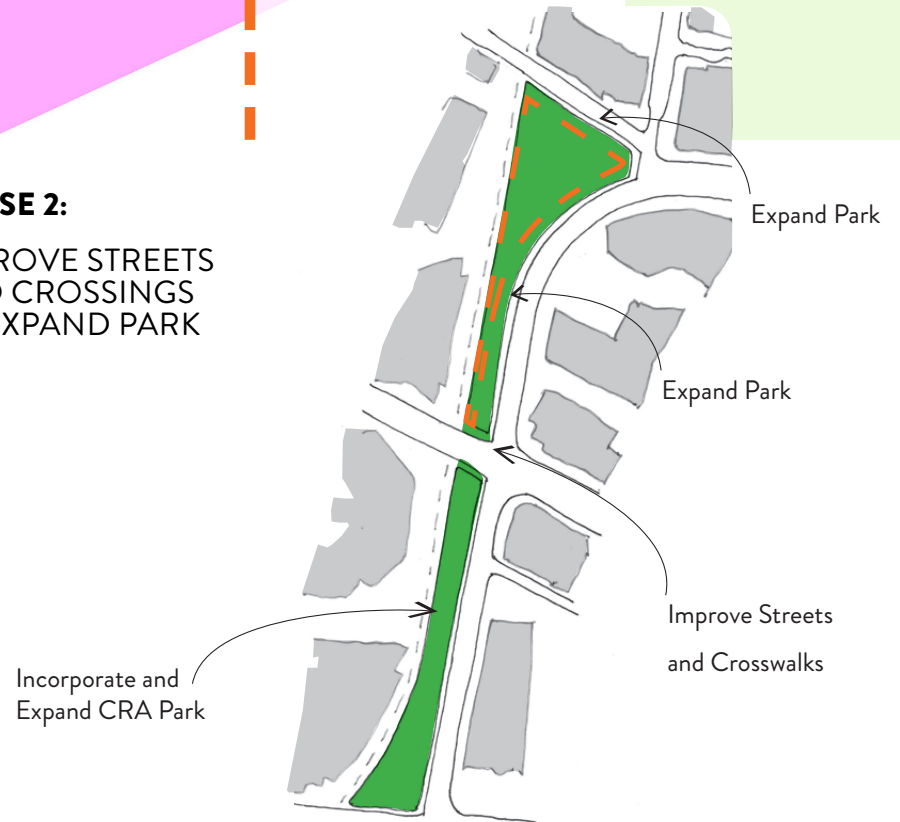 SE 2:
ROVE STREETS
CROSSINGS
XPAND PARK
Expand Park
Expand Park
Improve Streets
and Crosswalks
Incorporate and
Expand CRA Park